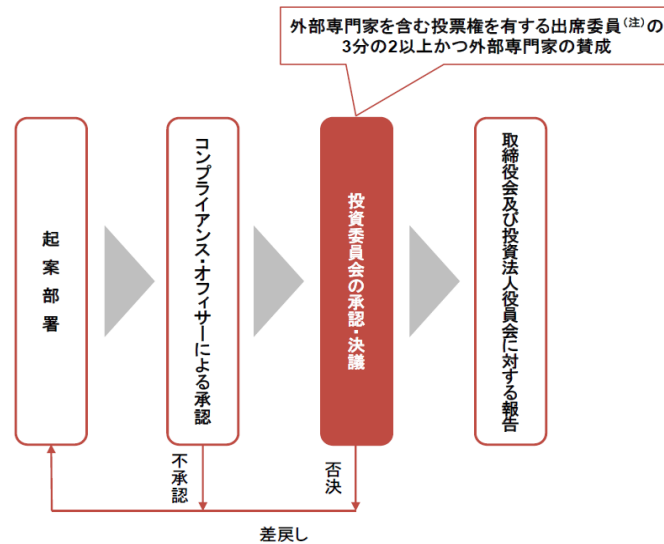 外部専門家を含む投票権を有する出席委員(注)の
3分の2以上かつ外部専門家の賛成
起案部署
コンプライアンス・オフィサーによる承認
投資委員会の承認・決議
取締役会及び投資法人役員会に対する報告
不承認
否決
差戻し